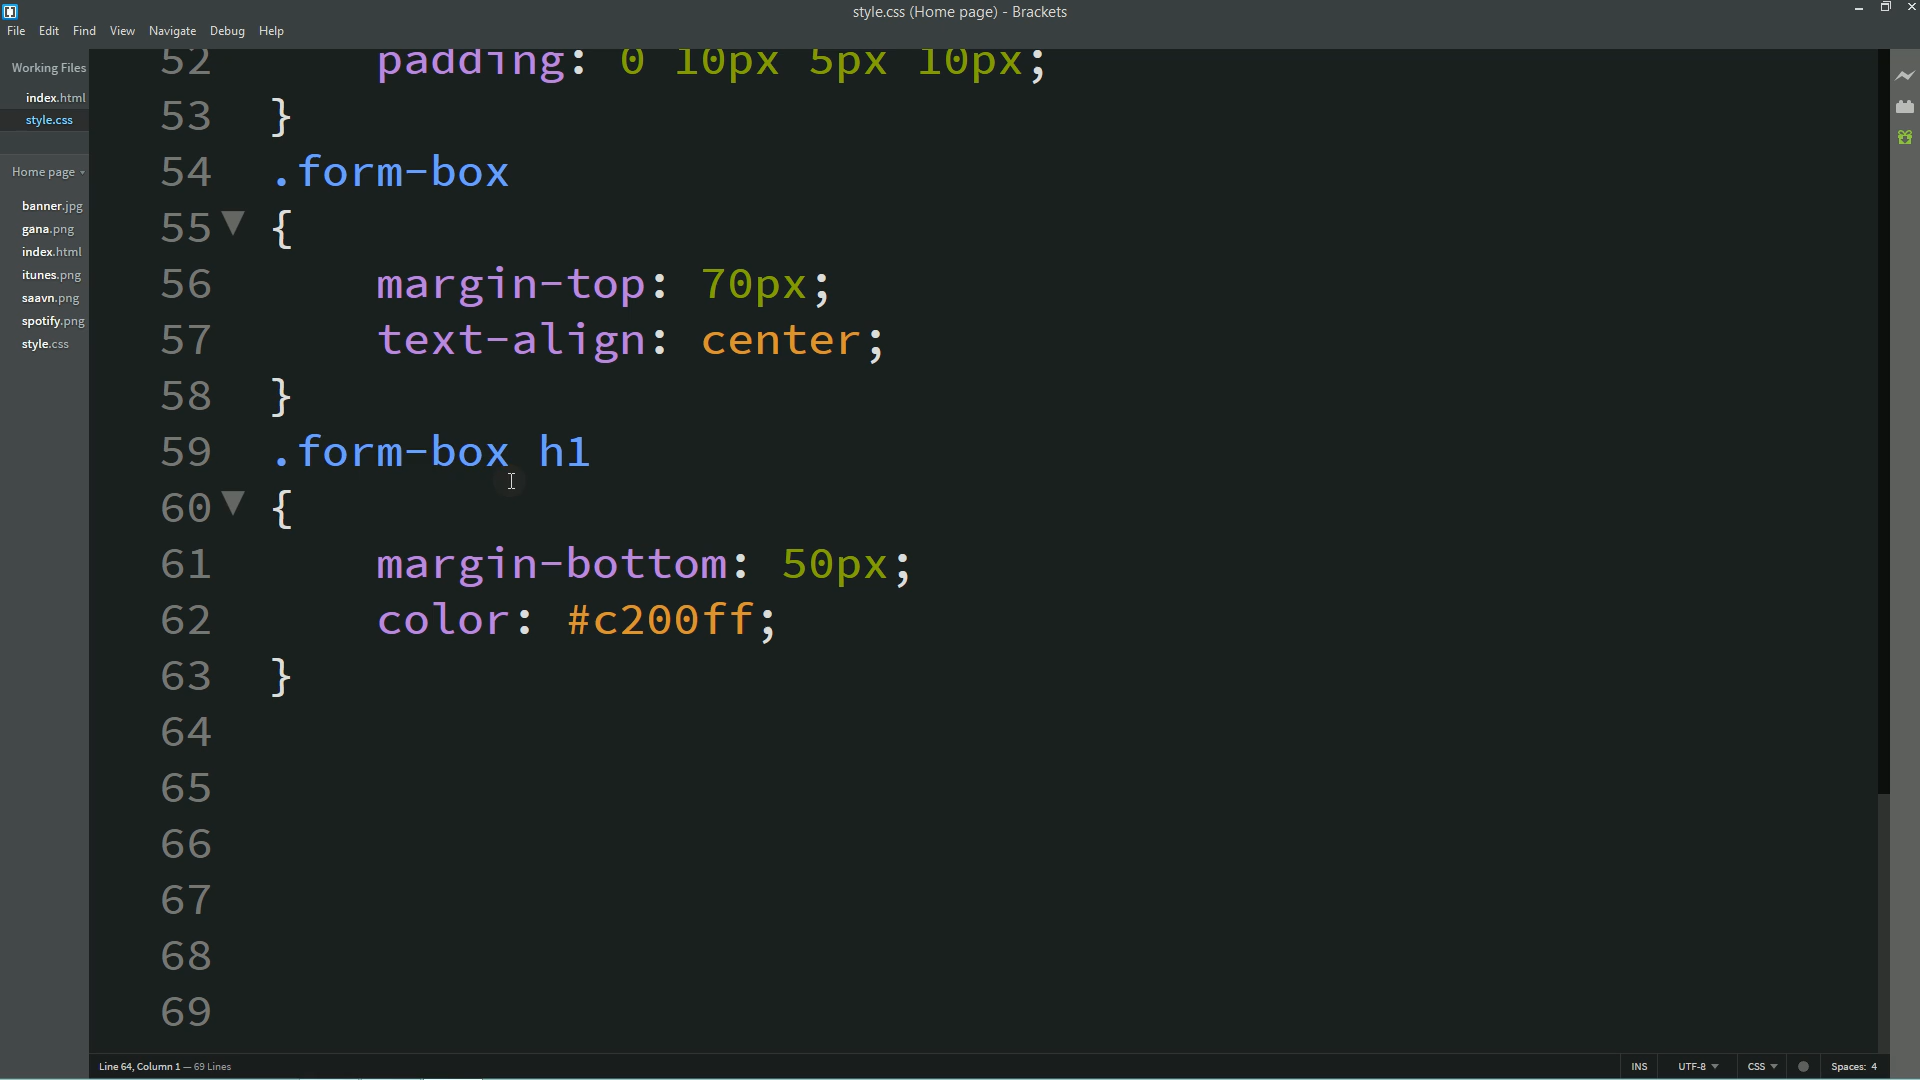 style.css (Home page) - Brackets
File Edit Find View Navigate Debug Help
Working Files
index.html
style.css
Home page
banner.jpg
gana.png
index.html
itunes.png
saavn.png
spotify.png
style.css
52 padding: 0 10px 5px 10px;
53 }
54 .form-box
55 {
56 margin-top: 70px;
57 text-align: center;
58 }
59 .form-box h1
60 {
61 margin-bottom: 50px;
62 color: #c200ff;
63 }
64
65
66
67
68
69
Line 64, Column 1 — 69 Lines
INS UTF-8 CSS Spaces: 4